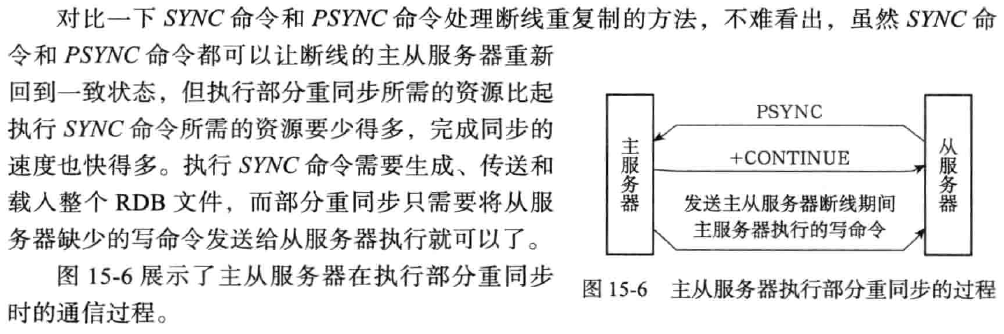 对比一下 SYNC 命令和 PSYNC 命令处理断线重复制的方法，不难看出，虽然 SYNC 命
令和 PSYNC 命令都可以让断线的主从服务器重新
回到一致状态，但执行部分重同步所需的资源比起
执行 SYNC 命令所需的资源要少得多，完成同步的
速度也快得多。执行 SYNC 命令需要生成、传送和
载入整个 RDB 文件，而部分重同步只需要将从服
务器缺少的写命令发送给从服务器执行就可以了。
图 15-6 展示了主从服务器在执行部分重同步
时的通信过程。
主服务器
PSYNC
+CONTINUE
发送主从服务器断线期间
主服务器执行的写命令
从服务器
图 15-6 主从服务器执行部分重同步的过程